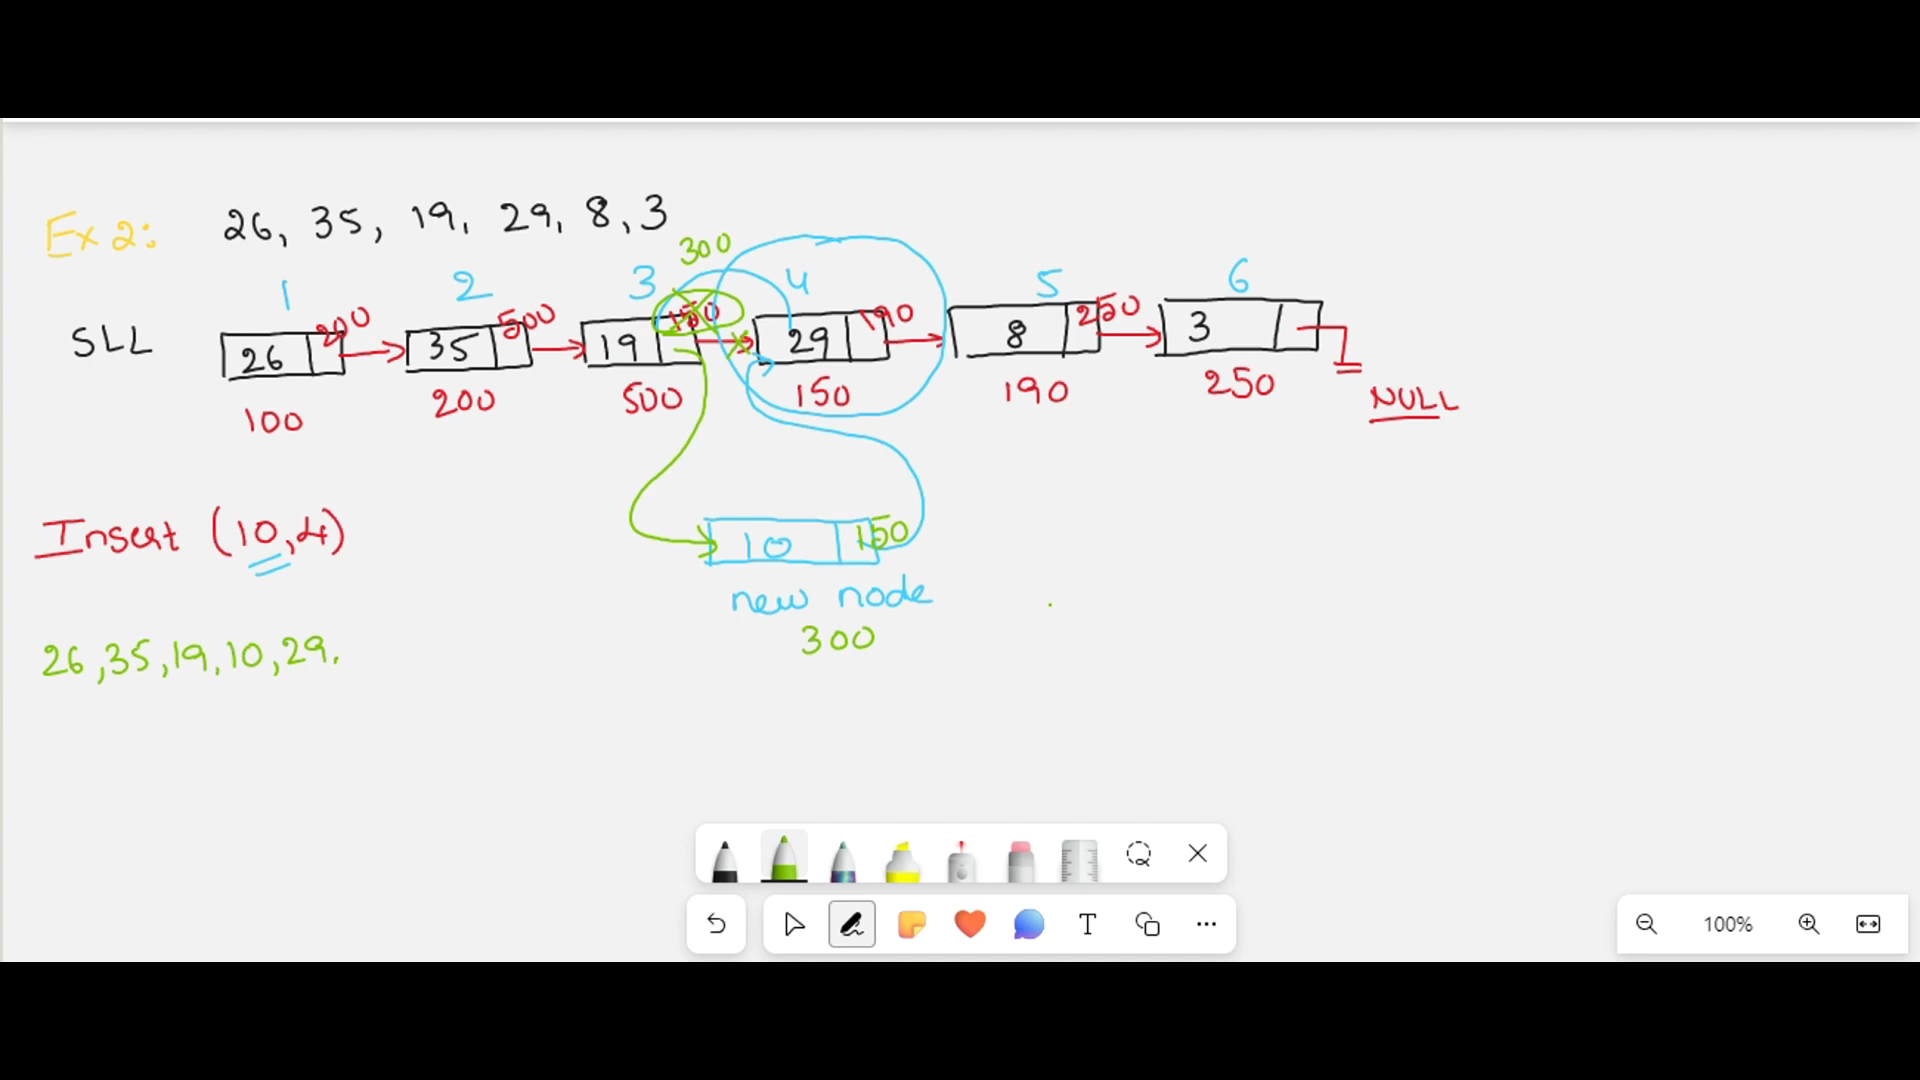 Ex 2: 26, 35, 19, 29, 8, 3
300
1 2 3 4 5 6
200 500 150 190 250
SLL 26 35 19 29 8 3
100 200 500 150 190 250 NULL
Insert (10,4)
10 150
new node
300
26,35,19,10,29,
T
100%